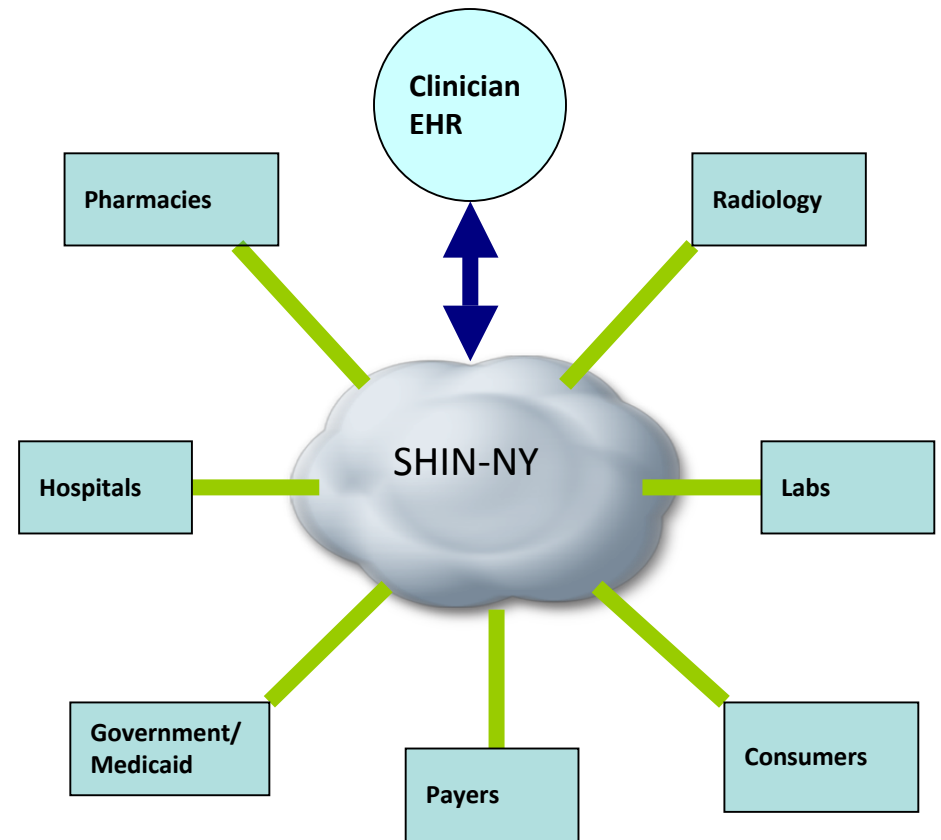 Clinician
EHR
Pharmacies
Radiology
SHIN-NY
Hospitals
Labs
Government/
Medicaid
Payers
Consumers